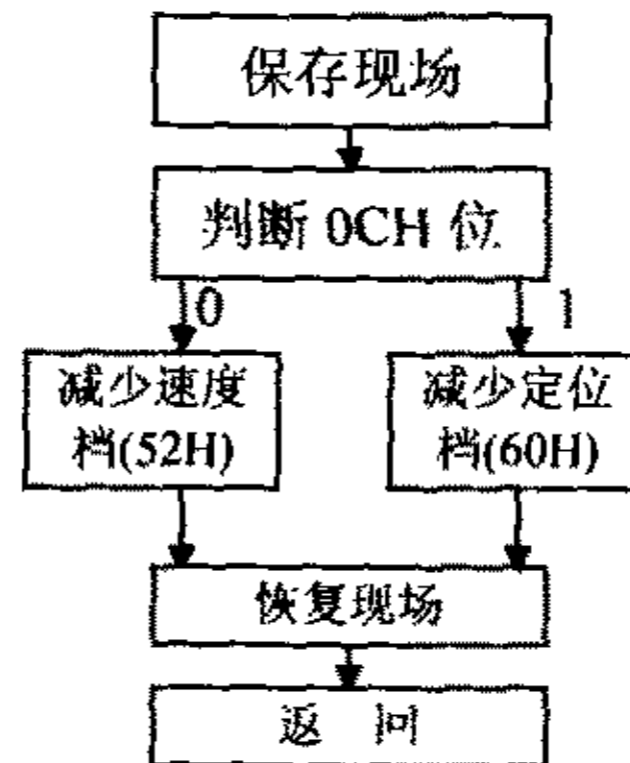 保存现场
判断 0CH 位
0
1
减少速度
档(52H)
减少定位
档(60H)
恢复现场
返 回